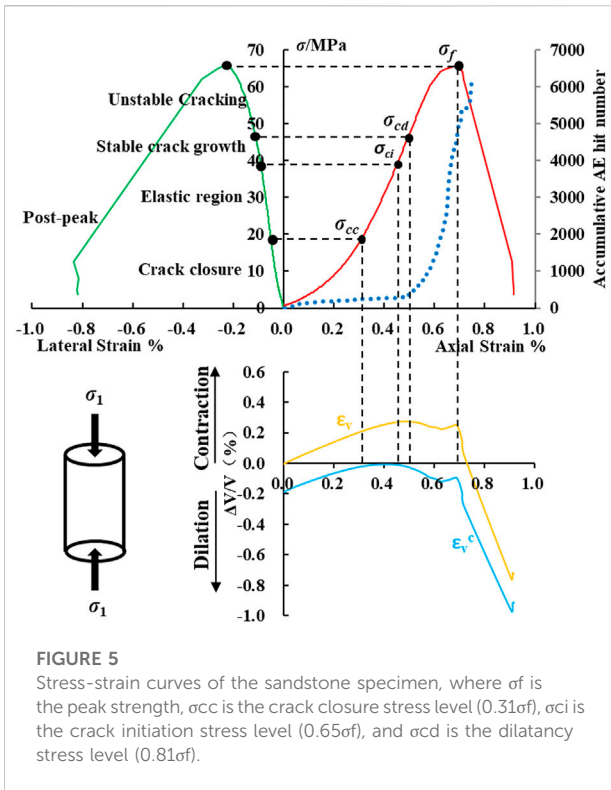 σ/MPa
70
60
50
40
30
20
10
0
Unstable Cracking
Stable crack growth
Elastic region
Post-peak
Crack closure
σf
σcd
σci
σcc
7000
6000
5000
4000
3000
2000
1000
0
Accumulative AE hit number
-1.0 -0.8 -0.6 -0.4 -0.2 0.0 0.2 0.4 0.6 0.8 1.0
Lateral Strain % Axial Strain %
Contraction
Dilation
ΔV/V (%)
0.6
0.4
0.2
0.0
-0.2
-0.4
-0.6
-0.8
-1.0
0.0 0.2 0.4 0.6 0.8 1.0
εv
εvc
σ1
σ1
FIGURE 5
Stress-strain curves of the sandstone specimen, where σf is
the peak strength, σcc is the crack closure stress level (0.31σf), σci is
the crack initiation stress level (0.65σf), and σcd is the dilatancy
stress level (0.81σf).